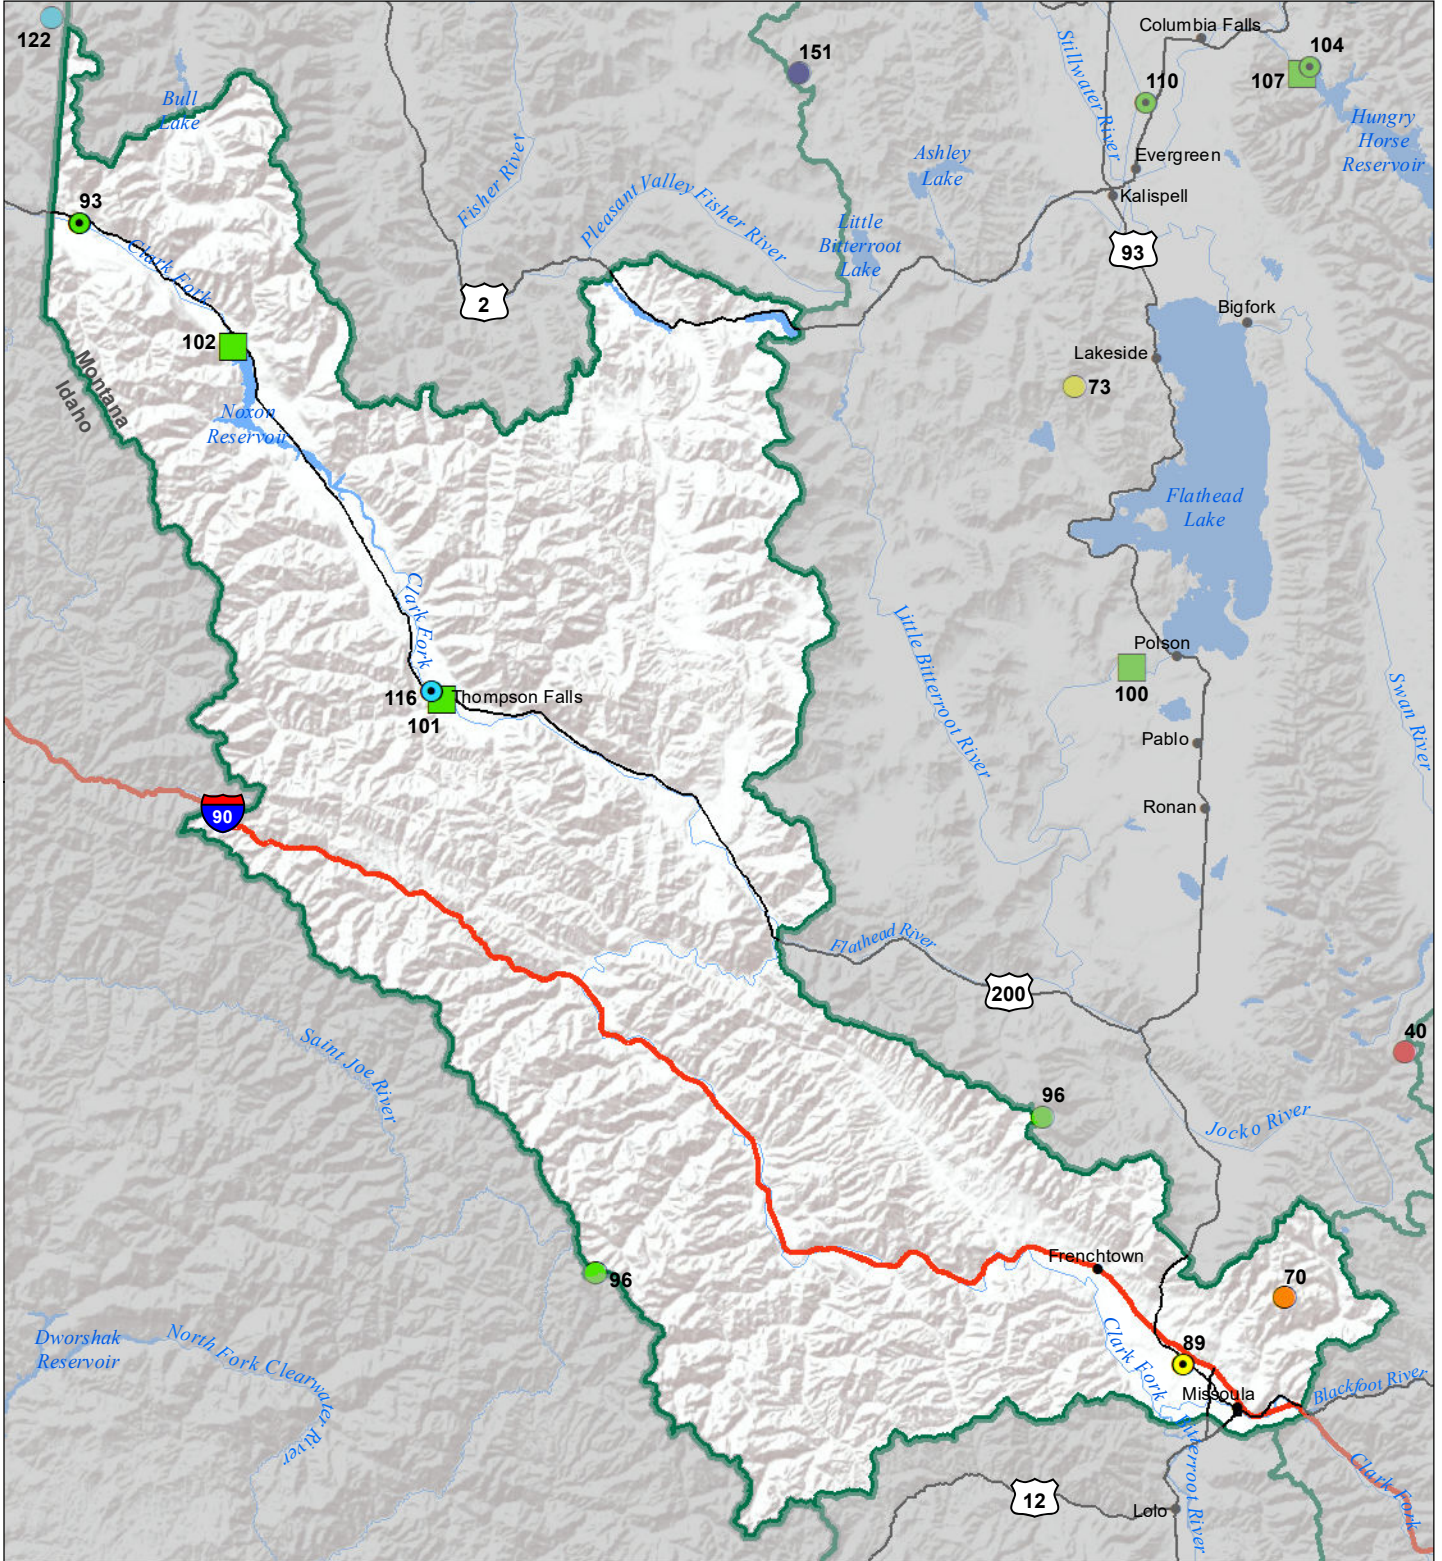 Columbia Falls
122
151
104
107
110
Stillwater River
Bull
Lake
Hungry
Horse
Reservoir
Fisher River
Ashley
Lake
Evergreen
Pleasant Valley Fisher River
Kalispell
93
Little
Bitterroot
Lake
93
Clark Fork
2
Bigfork
102
Lakeside
Montana
Idaho
73
Noxon
Reservoir
Flathead
Lake
Clark Fork
Little Bitterroot River
Polson
100
Swan River
116
Thompson Falls
101
Pablo
90
Ronan
Flathead River
200
Saint Joe River
40
96
Jocko River
Frenchtown
96
70
Dworshak
Reservoir
North Fork Clearwater
River
Clark Fork
89
Missoula
Blackfoot River
Bitterroot River
Clark Fork
12
Lolo